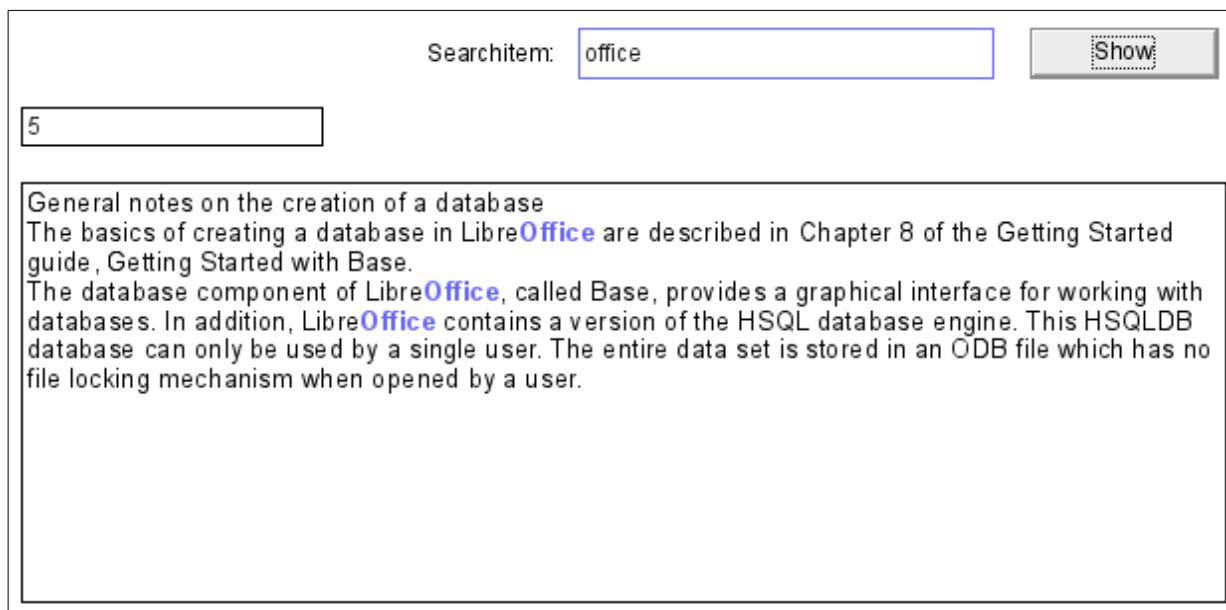 Searchitem: office Show
5
General notes on the creation of a database
The basics of creating a database in LibreOffice are described in Chapter 8 of the Getting Started
guide, Getting Started with Base.
The database component of LibreOffice, called Base, provides a graphical interface for working with
databases. In addition, LibreOffice contains a version of the HSQL database engine. This HSQLDB
database can only be used by a single user. The entire data set is stored in an ODB file which has no
file locking mechanism when opened by a user.